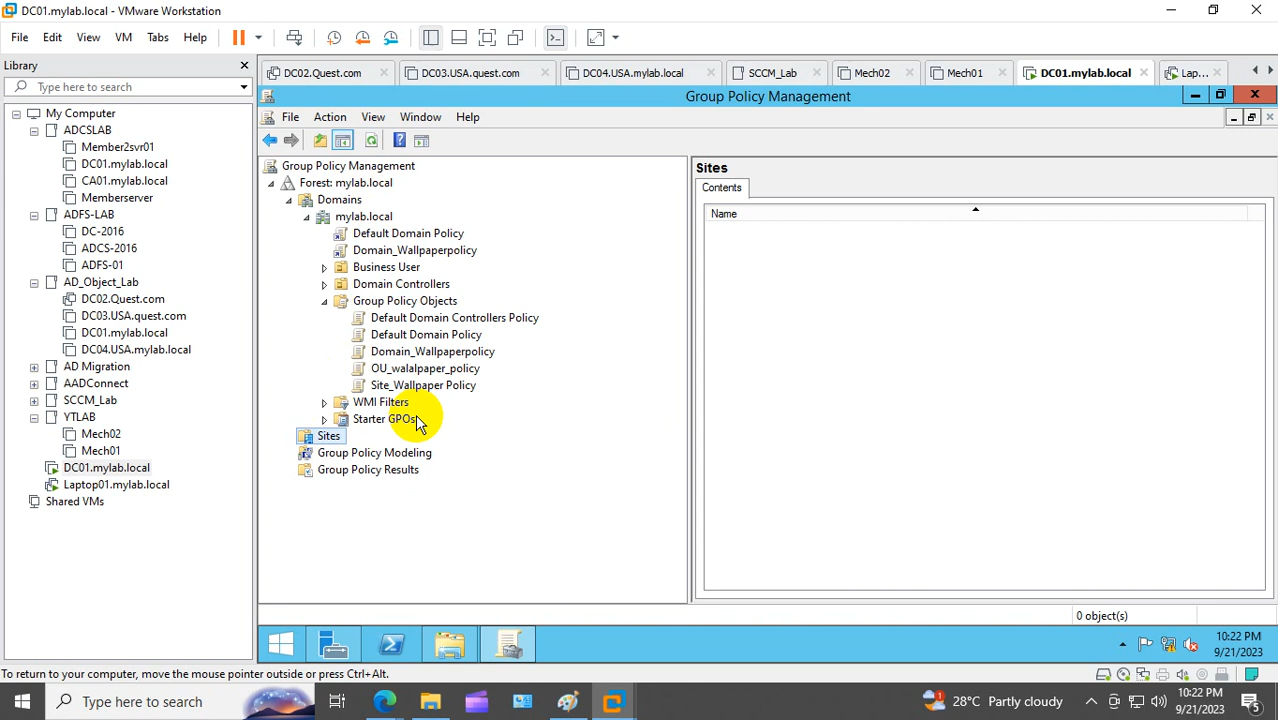 DC01.mylab.local - VMware Workstation
File Edit View VM Tabs Help
Library
Type here to search
My Computer
ADCSLAB
Member2svr01
DC01.mylab.local
CA01.mylab.local
Memberserver
ADFS-LAB
DC-2016
ADCS-2016
ADFS-01
AD_Object_Lab
DC02.Quest.com
DC03.USA.quest.com
DC01.mylab.local
DC04.USA.mylab.local
AD Migration
AADConnect
SCCM_Lab
YTLAB
Mech02
Mech01
DC01.mylab.local
Laptop01.mylab.local
Shared VMs
DC02.Quest.com DC03.USA.quest.com DC04.USA.mylab.local SCCM_Lab Mech02 Mech01 DC01.mylab.local Lap...
Group Policy Management
File Action View Window Help
Group Policy Management
Forest: mylab.local
Domains
mylab.local
Default Domain Policy
Domain_Wallpaperpolicy
Business User
Domain Controllers
Group Policy Objects
Default Domain Controllers Policy
Default Domain Policy
Domain_Wallpaperpolicy
OU_walalpaper_policy
Site_Wallpaper Policy
WMI Filters
Starter GPOs
Sites
Group Policy Modeling
Group Policy Results
Sites
Contents
Name
0 object(s)
10:22 PM
9/21/2023
To return to your computer, move the mouse pointer outside or press Ctrl+Alt.
Type here to search
28°C Partly cloudy
10:22 PM
9/21/2023
5